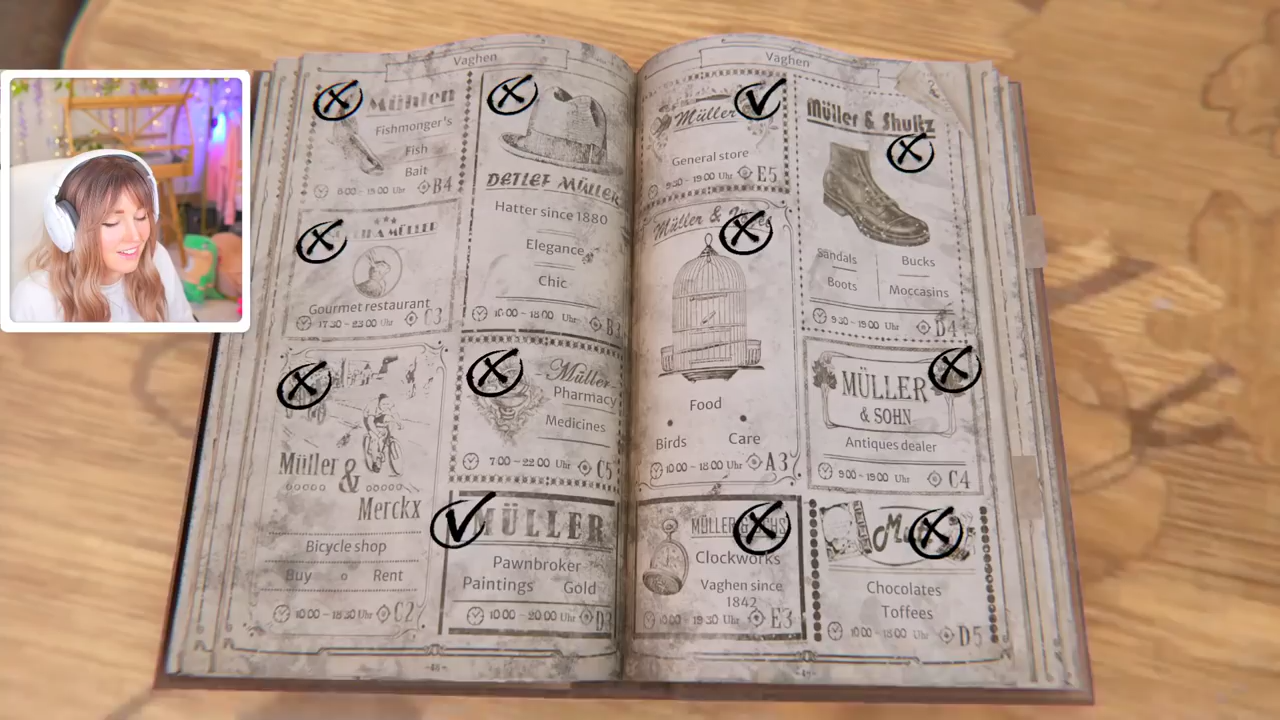 Vaghen
Mühlen
Fishmonger's
Fish
Bait
8:00 - 19:00 Uhr B4
MÜLLER
Gourmet restaurant
17:30 - 23:00 Uhr C3
Müller
&
Merckx
Bicycle shop
Buy Rent
10:00 - 18:30 Uhr C2
DETLEF MÜLLER
Hatter since 1880
Elegance
Chic
10:00 - 18:00 Uhr
Müller
Pharmacy
Medicines
7:00 - 22:00 Uhr C5
MÜLLER
Pawnbroker
Paintings Gold
10:00 - 20:00 Uhr
Vaghen
Müller
General store
9:30 - 19:00 Uhr E5
Müller &
Food
Birds Care
10:00 - 18:00 Uhr A3
MÜLLER
Clockworks
Vaghen since
1842
10:00 - 19:30 Uhr E3
Müller & Shultz
Sandals Bucks
Boots Moccasins
9:30 - 19:00 Uhr D4
MÜLLER
& SOHN
Antiques dealer
9:00 - 19:00 Uhr C4
Chocolates
Toffees
10:00 - 18:00 Uhr D5